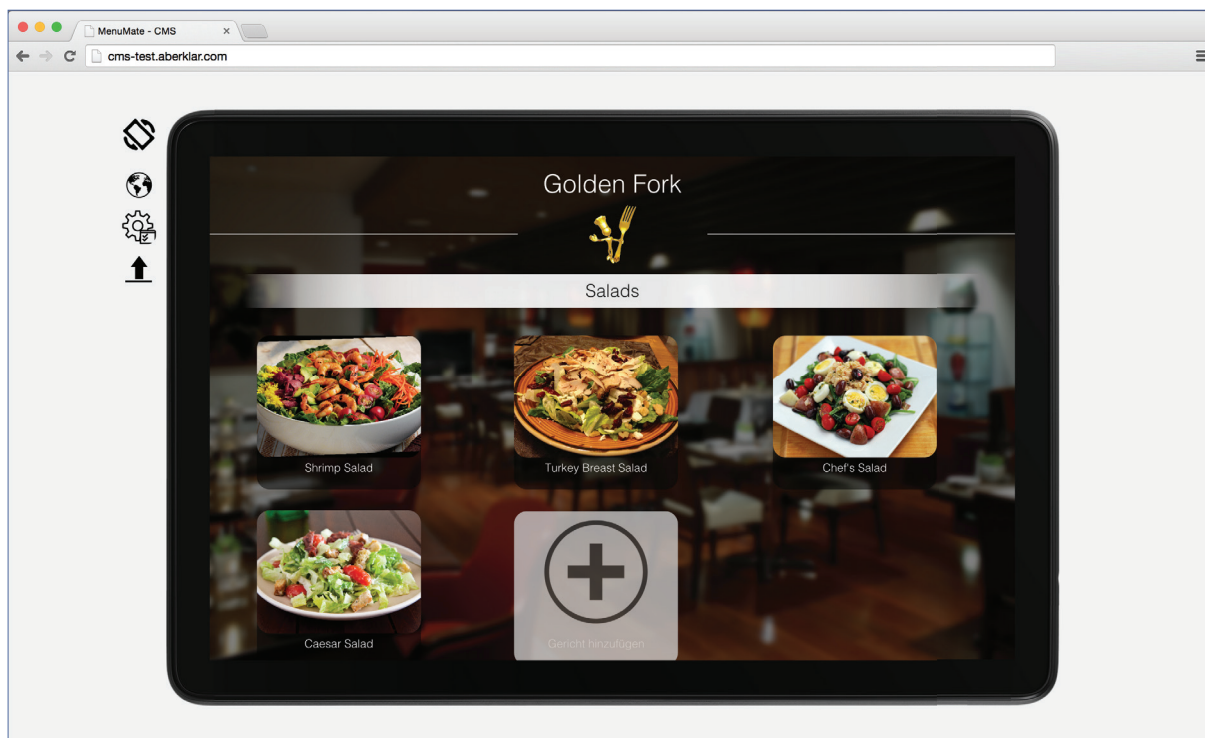 MenuMate - CMS
cms-test.aberklar.com
Golden Fork
Salads
Shrimp Salad
Turkey Breast Salad
Chef's Salad
Caesar Salad
Gericht hinzufügen